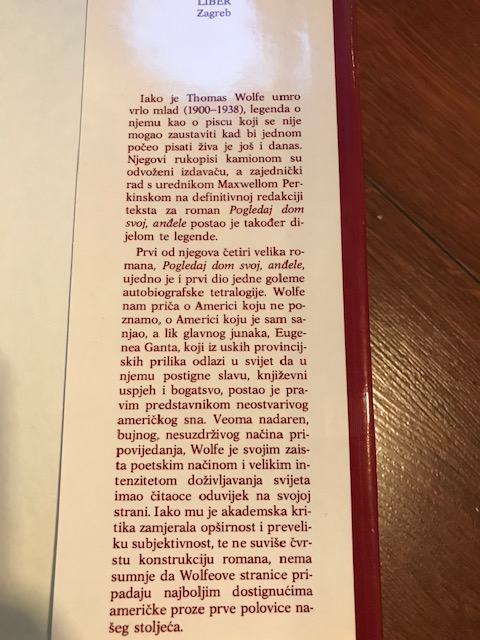 LIBER
Zagreb
Iako je Thomas Wolfe umro
vrlo mlad (1900–1938), legenda o
njemu kao o piscu koji se nije
mogao zaustaviti kad bi jednom
počeo pisati živa je još i danas.
Njegovi rukopisi kamionom su
odvoženi izdavaču, a zajednički
rad s urednikom Maxwellom Per-
kinskom na definitivnoj redakciji
teksta za roman Pogledaj dom
svoj, anđele postao je također di-
jelom te legende.
Prvi od njegova četiri velika ro-
mana, Pogledaj dom svoj, anđele,
ujedno je i prvi dio jedne goleme
autobiografske tetralogije. Wolfe
nam priča o Americi koju ne po-
znamo, o Americi koju je sam sa-
njao, a lik glavnog junaka, Euge-
nea Ganta, koji iz uskih provincij-
skih prilika odlazi u svijet da u
njemu postigne slavu, književni
uspjeh i bogatsvo, postao je pra-
vim predstavnikom neostvarivog
američkog sna. Veoma nadaren,
bujnog, nesuzdrživog načina pri-
povijedanja, Wolfe je svojim zais-
ta poetskim načinom i velikim in-
tenzitetom doživljavanja svijeta
imao čitaoce oduvijek na svojoj
strani. Iako mu je akademska kri-
tika zamjerala opširnost i preveli-
ku subjektivnost, te ne suviše čvr-
stu konstrukciju romana, nema
sumnje da Wolfeove stranice pri-
padaju najboljim dostignućima
američke proze prve polovice na-
šeg stoljeća.